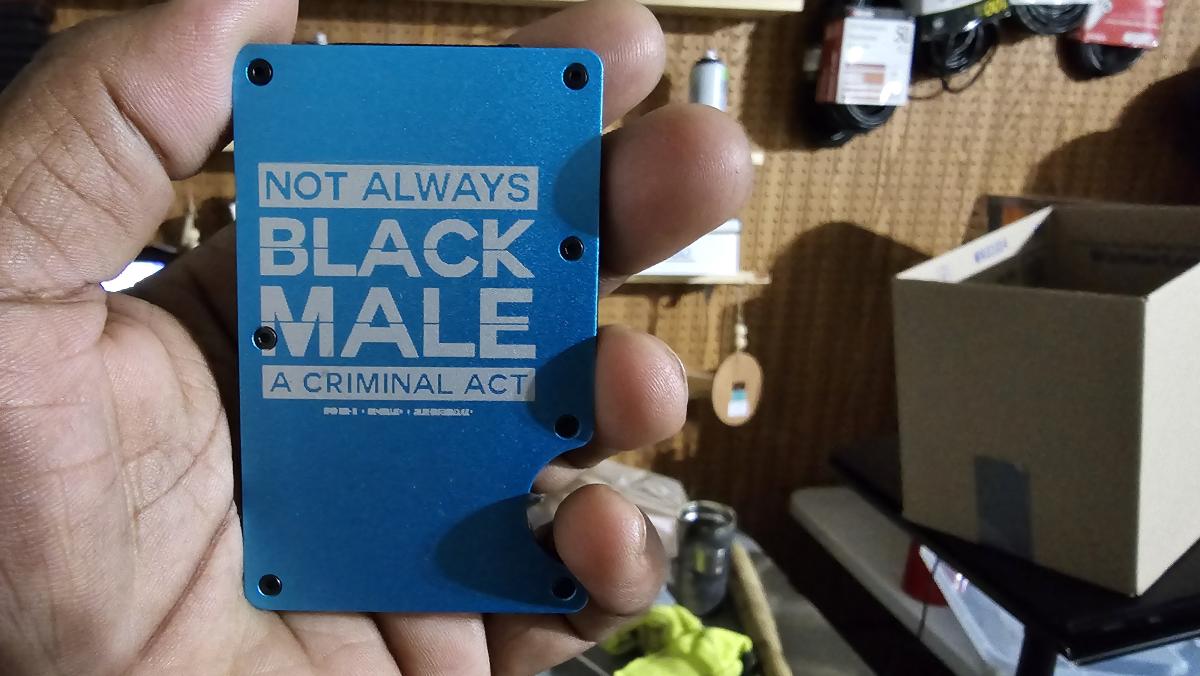 NOT ALWAYS
BLACK
MALE
A CRIMINAL ACT